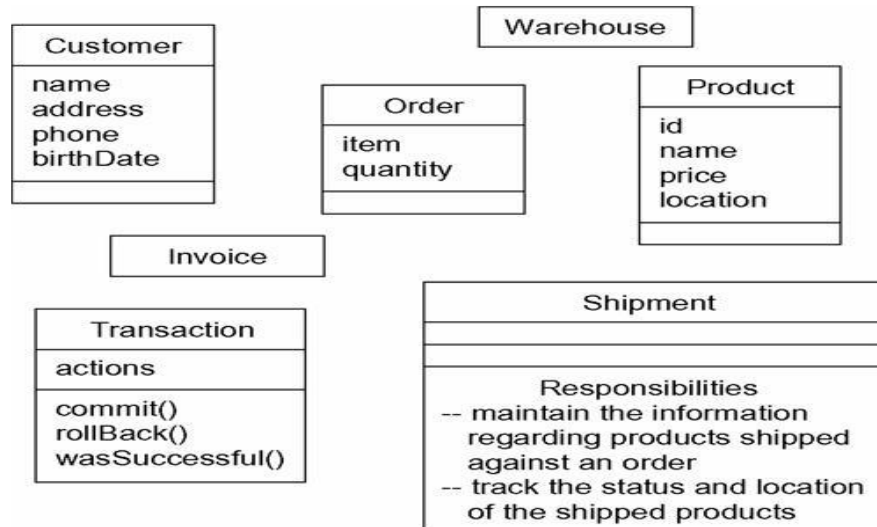 Customer
name
address
phone
birthDate
Warehouse
Order
item
quantity
Product
id
name
price
location
Invoice
Transaction
actions
commit()
rollBack()
wasSuccessful()
Shipment
Responsibilities
-- maintain the information
regarding products shipped
against an order
-- track the status and location
of the shipped products